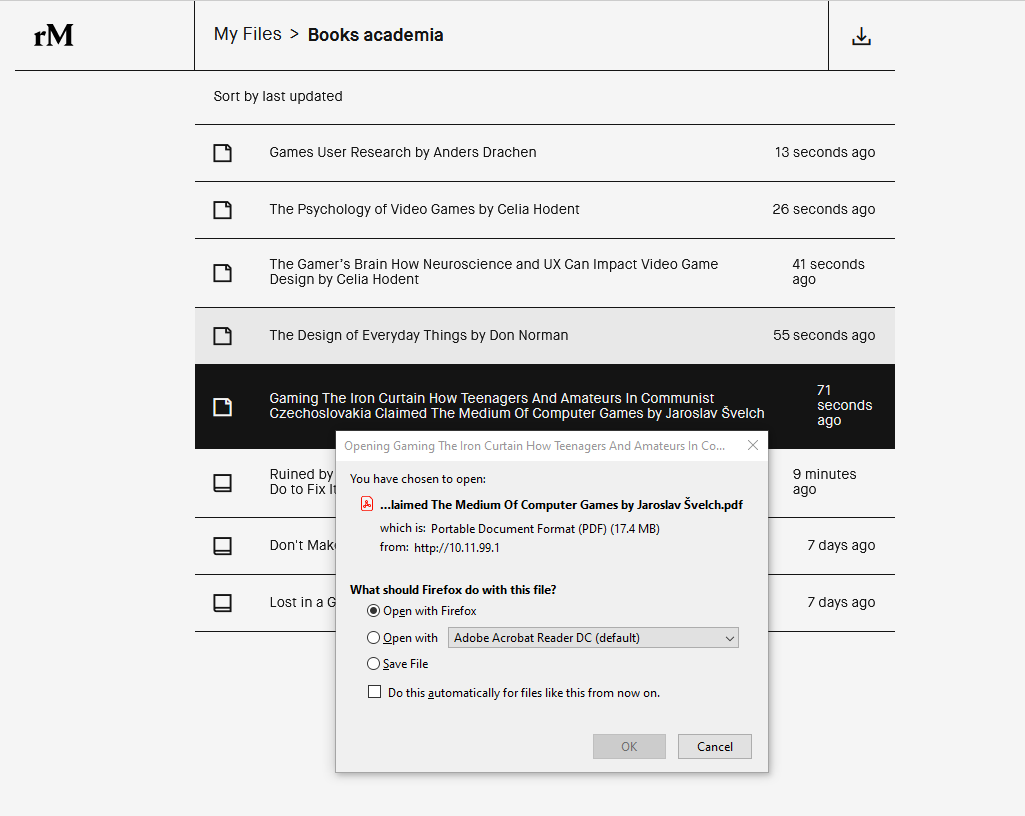 rM
My Files > Books academia
Sort by last updated
Games User Research by Anders Drachen
13 seconds ago
The Psychology of Video Games by Celia Hodent
26 seconds ago
The Gamer’s Brain How Neuroscience and UX Can Impact Video Game
Design by Celia Hodent
41 seconds
ago
The Design of Everyday Things by Don Norman
55 seconds ago
Gaming The Iron Curtain How Teenagers And Amateurs In Communist
Czechoslovakia Claimed The Medium Of Computer Games by Jaroslav Švelch
71
seconds
ago
Ruined by
Do to Fix
9 minutes
ago
Don't
7 days ago
Lost in a
7 days ago
Opening Gaming The Iron Curtain How Teenagers And Amateurs In Co...
You have chosen to open:
...laimed The Medium Of Computer Games by Jaroslav Švelch.pdf
which is: Portable Document Format (PDF) (17.4 MB)
from: http://10.11.99.1
What should Firefox do with this file?
Open with Firefox
Open with Adobe Acrobat Reader DC (default)
Save File
Do this automatically for files like this from now on.
OK
Cancel